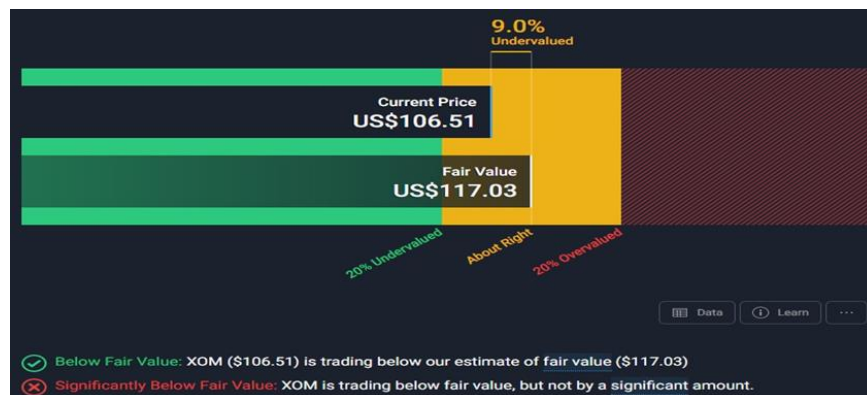 9.0%
Undervalued
Current Price
US$106.51
Fair Value
US$117.03
20% Undervalued
About Right
20% Overvalued
Data
Learn
...
Below Fair Value: XOM ($106.51) is trading below our estimate of fair value ($117.03)
Significantly Below Fair Value: XOM is trading below fair value, but not by a significant amount.